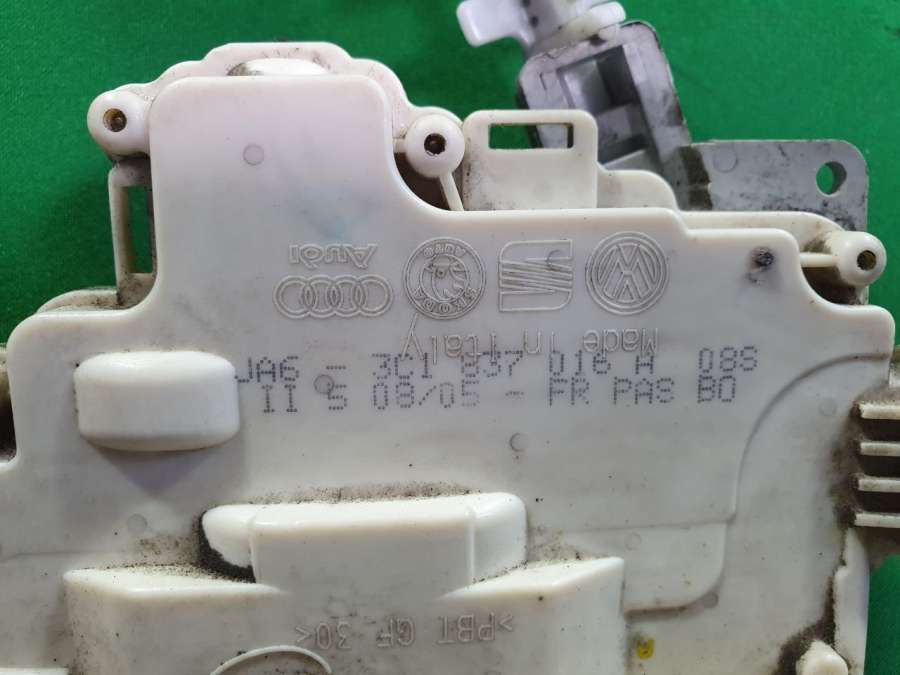 Audi
SKODA
AUTO
Made in Italy
JA6 - 3C1 837 016 A 08S
II S 08/05 - FR PAS BO
>PBT GF 30<